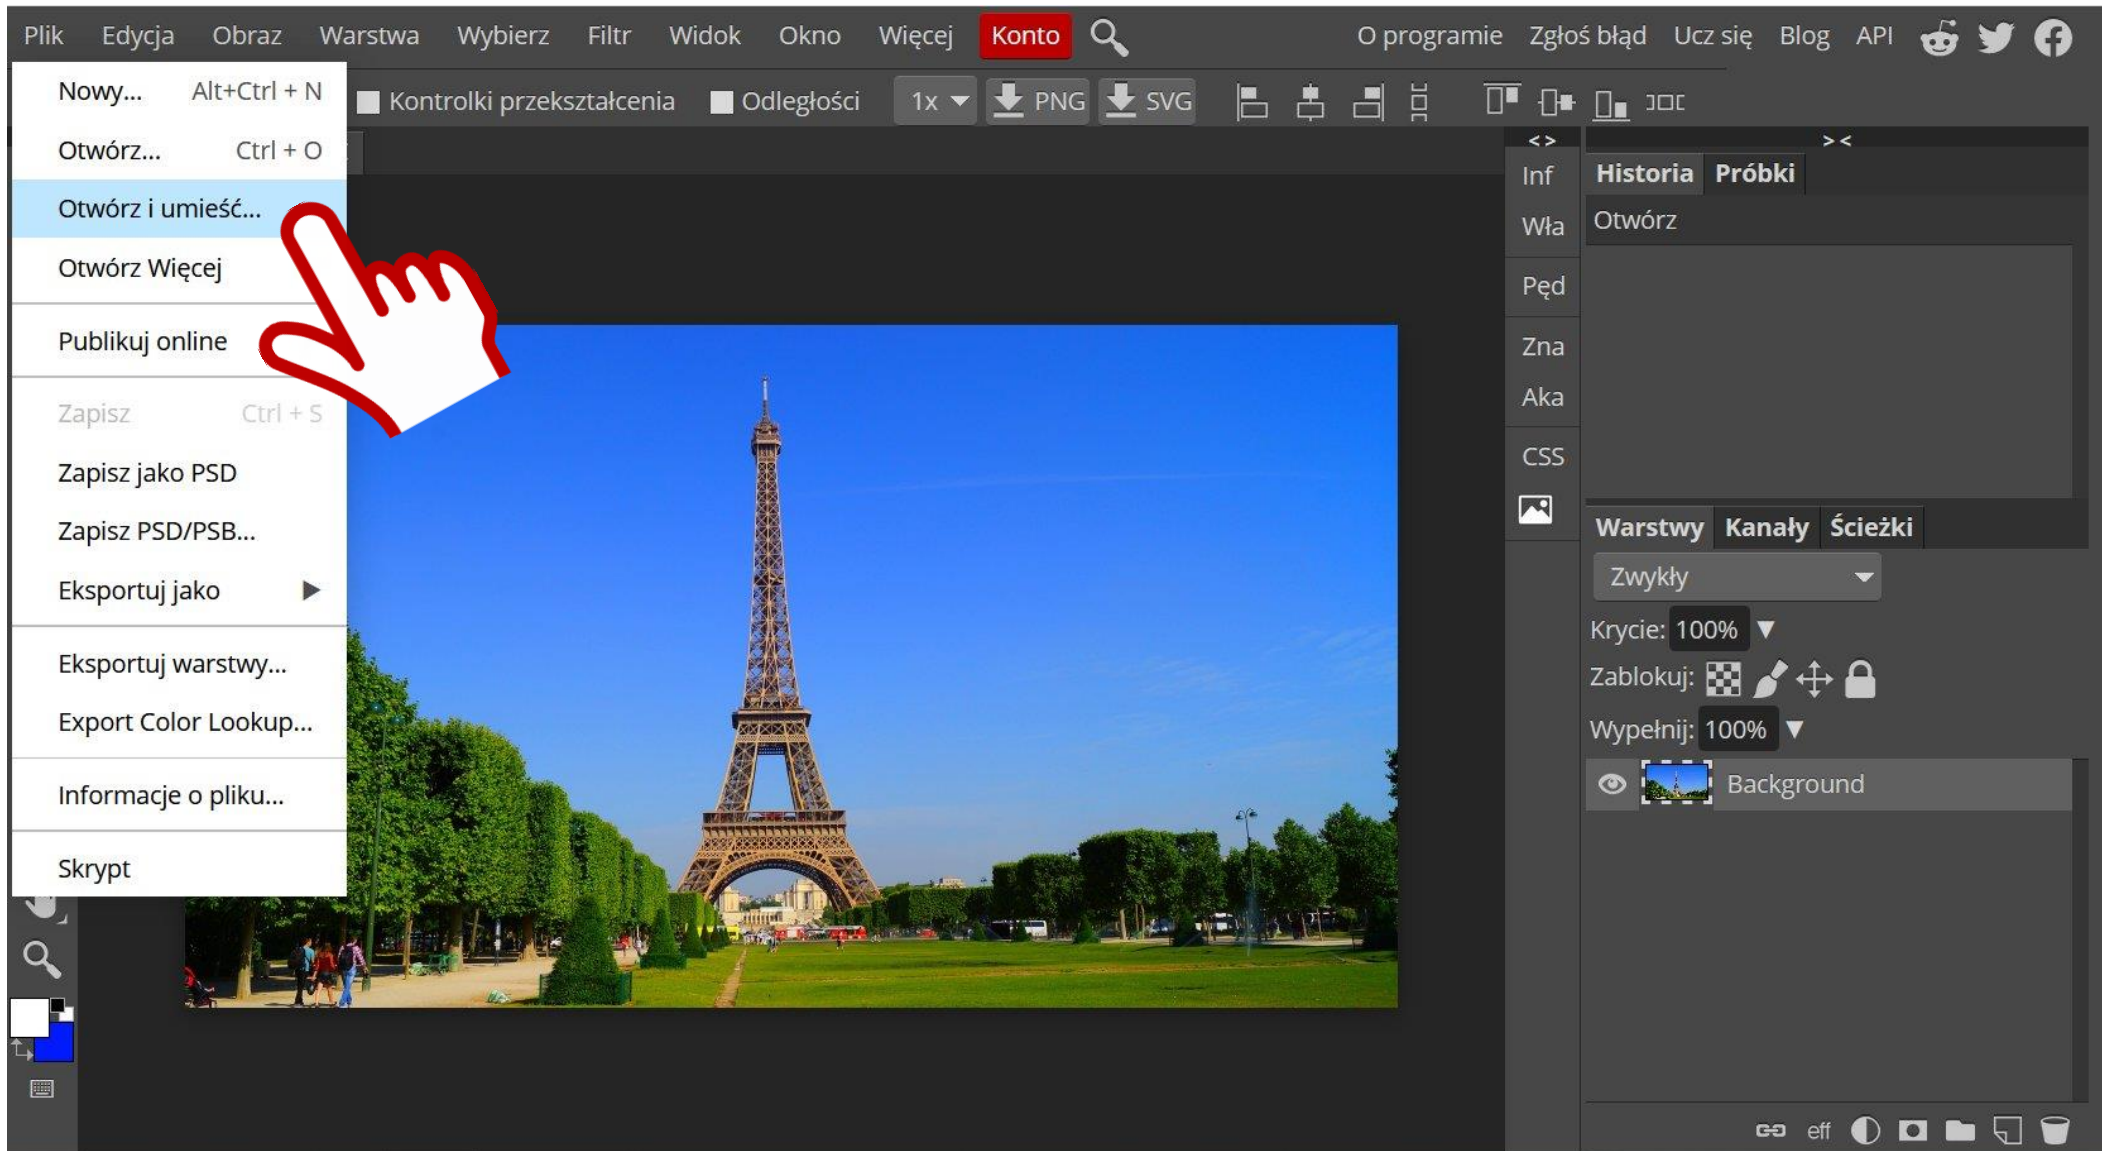 Plik Edycja Obraz Warstwa Wybierz Filtr Widok Okno Więcej Konto O programie Zgłoś błąd Ucz się Blog API
Kontrolki przekształcenia Odległości 1x PNG SVG
Nowy... Alt+Ctrl + N
Otwórz... Ctrl + O
Otwórz i umieść...
Otwórz Więcej
Publikuj online
Zapisz Ctrl + S
Zapisz jako PSD
Zapisz PSD/PSB...
Eksportuj jako ▶
Eksportuj warstwy...
Export Color Lookup...
Informacje o pliku...
Skrypt
< >
Inf
Wła
Pęd
Zna
Aka
CSS
> <
Historia Próbki
Otwórz
Warstwy Kanały Ścieżki
Zwykły
Krycie: 100% ▼
Zablokuj:
Wypełnij: 100% ▼
Background
eff